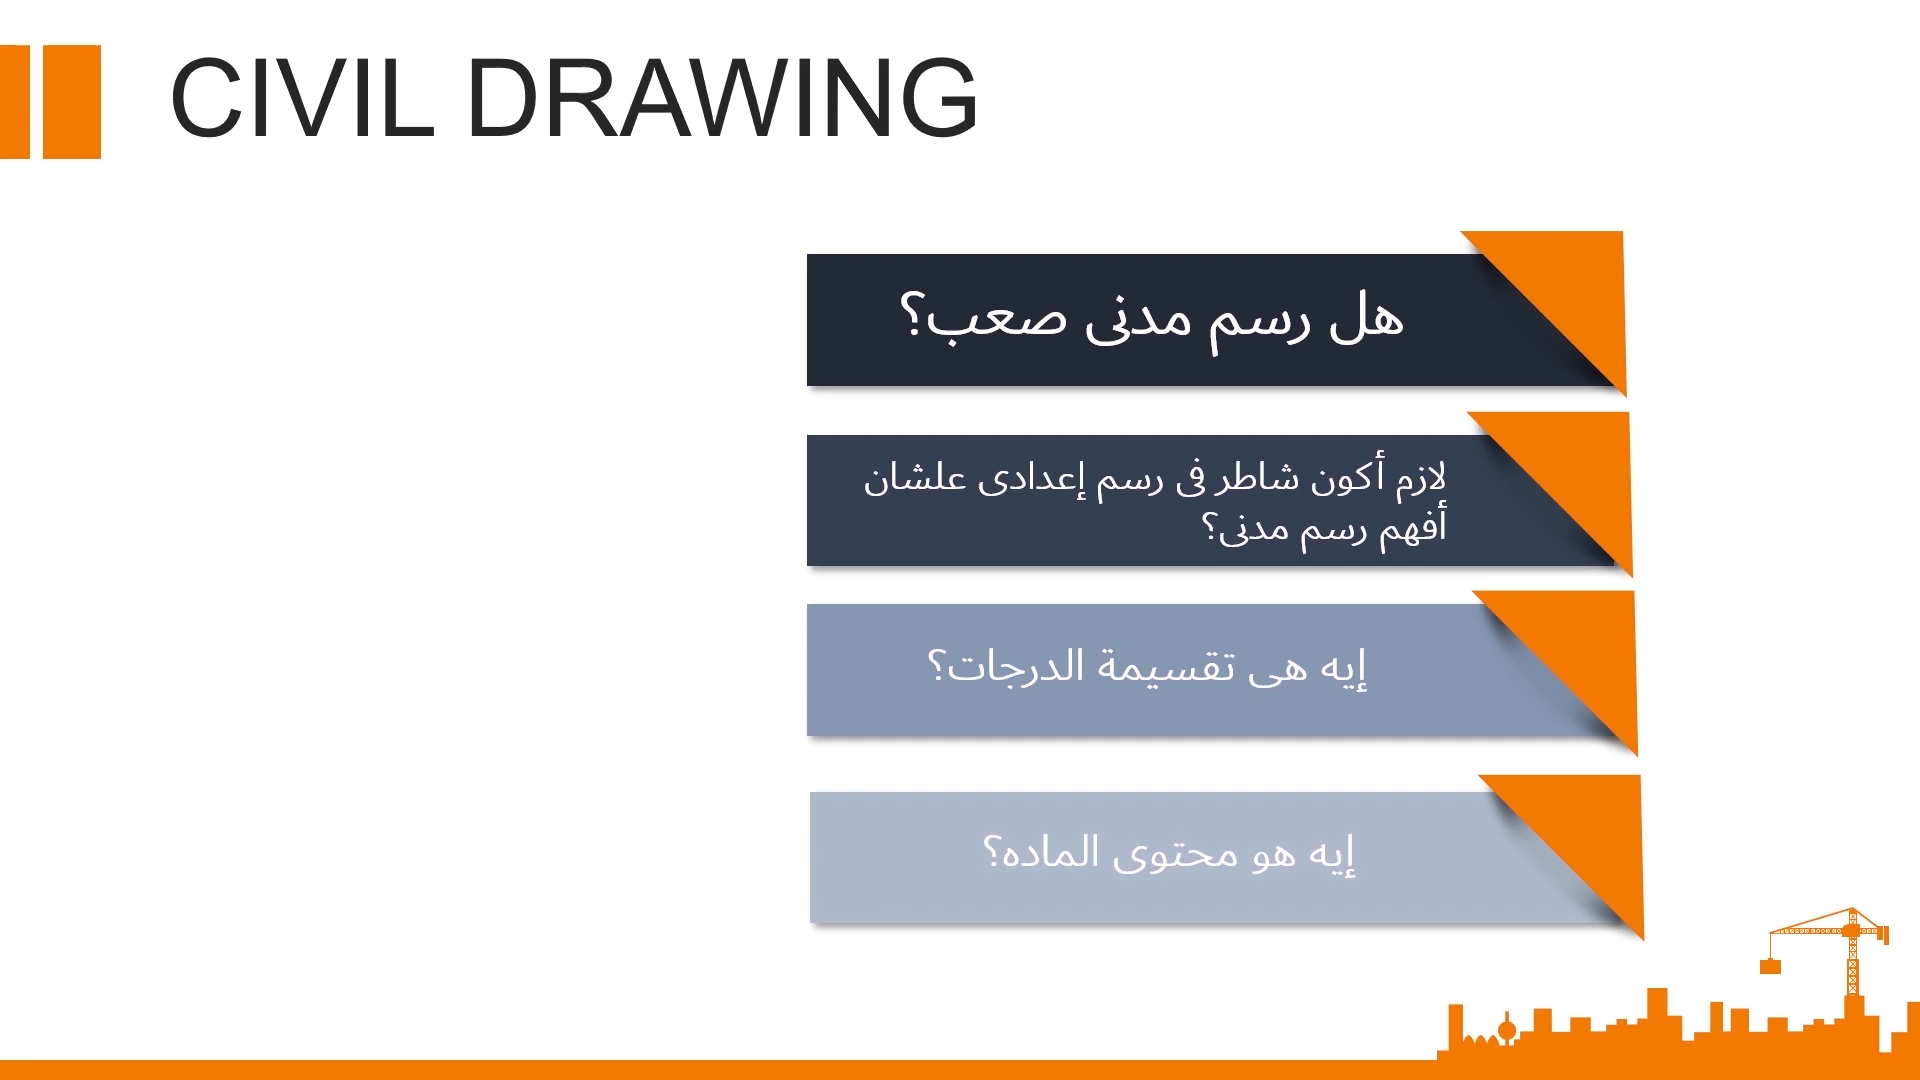 CIVIL DRAWING
هل رسم مدنى صعب؟
لازم أكون شاطر فى رسم إعدادى علشان
أفهم رسم مدنى؟
إيه هى تقسيمة الدرجات؟
إيه هو محتوى الماده؟